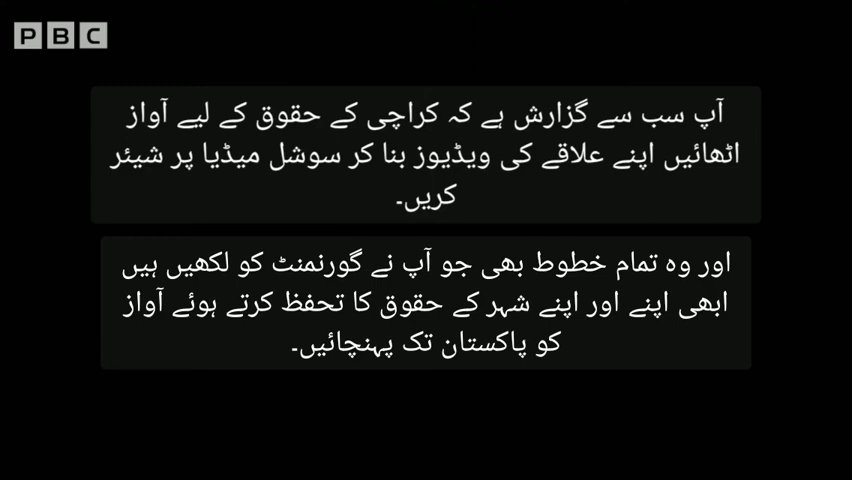 PBC
آپ سب سے گزارش ہے کہ کراچی کے حقوق کے لیے آواز
اٹھائیں اپنے علاقے کی ویڈیوز بنا کر سوشل میڈیا پر شیئر
کریں۔
اور وہ تمام خطوط بھی جو آپ نے گورنمنٹ کو لکھیں ہیں
ابھی اپنے اور اپنے شہر کے حقوق کا تحفظ کرتے ہوئے آواز
کو پاکستان تک پہنچائیں۔